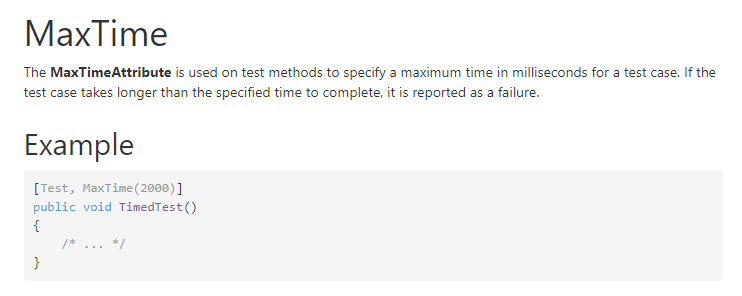 MaxTime
The MaxTimeAttribute is used on test methods to specify a maximum time in milliseconds for a test case. If the
test case takes longer than the specified time to complete, it is reported as a failure.
Example
[Test, MaxTime(2000)]
public void TimedTest()
{
    /* ... */
}